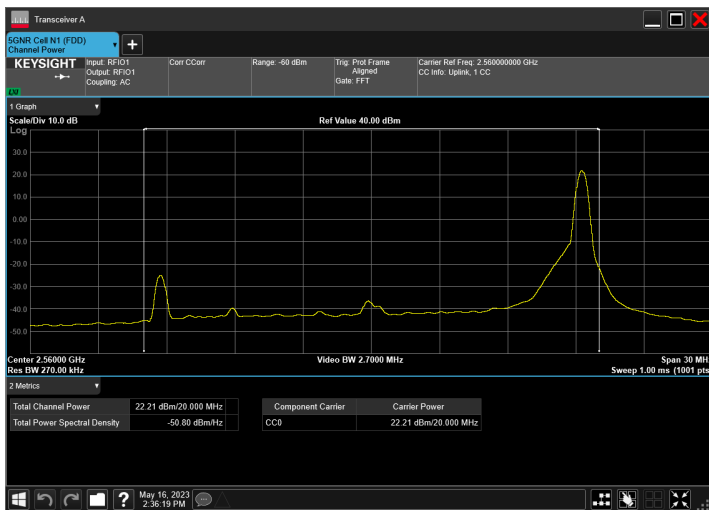 Transceiver A
5GNR Cell N1 (FDD)
Channel Power
KEYSIGHT
Input: RFIO1
Output: RFIO1
Coupling: AC
Corr CCorr
Range: -60 dBm
Trig: Prot Frame
Aligned
Gate: FFT
Carrier Ref Freq: 2.560000000 GHz
CC Info: Uplink, 1 CC
1 Graph
Scale/Div 10.0 dB
Ref Value 40.00 dBm
Log
30.0
20.0
10.0
0.00
-10.0
-20.0
-30.0
-40.0
-50.0
Center 2.56000 GHz
Video BW 2.7000 MHz
Span 30 MH
Res BW 270.00 kHz
Sweep 1.00 ms (1001 pts
2 Metrics
Total Channel Power 22.21 dBm/20.000 MHz
Total Power Spectral Density -50.80 dBm/Hz
Component Carrier Carrier Power
CC0 22.21 dBm/20.000 MHz
?
May 16, 2023
2:36:19 PM